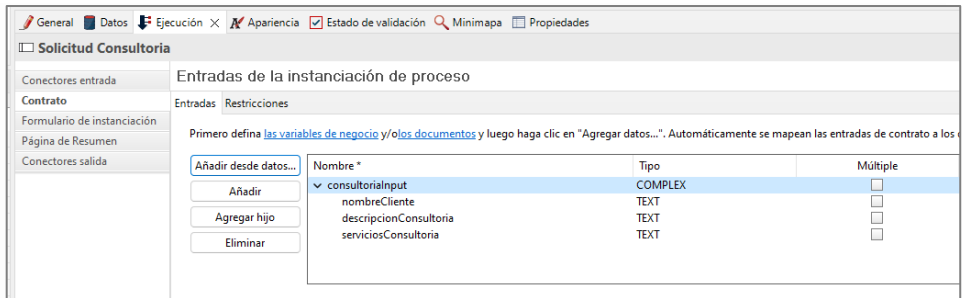 General Datos Ejecución Apariencia Estado de validación Minimapa Propiedades
Solicitud Consultoria
Conectores entrada
Contrato
Formulario de instanciación
Página de Resumen
Conectores salida
Entradas de la instanciación de proceso
Entradas Restricciones
Primero defina las variables de negocio y/o los documentos y luego haga clic en "Agregar datos...". Automáticamente se mapean las entradas de contrato a los
Añadir desde datos...
Añadir
Agregar hijo
Eliminar
Nombre * Tipo Múltiple
consultoriaInput COMPLEX
nombreCliente TEXT
descripcionConsultoria TEXT
serviciosConsultoria TEXT